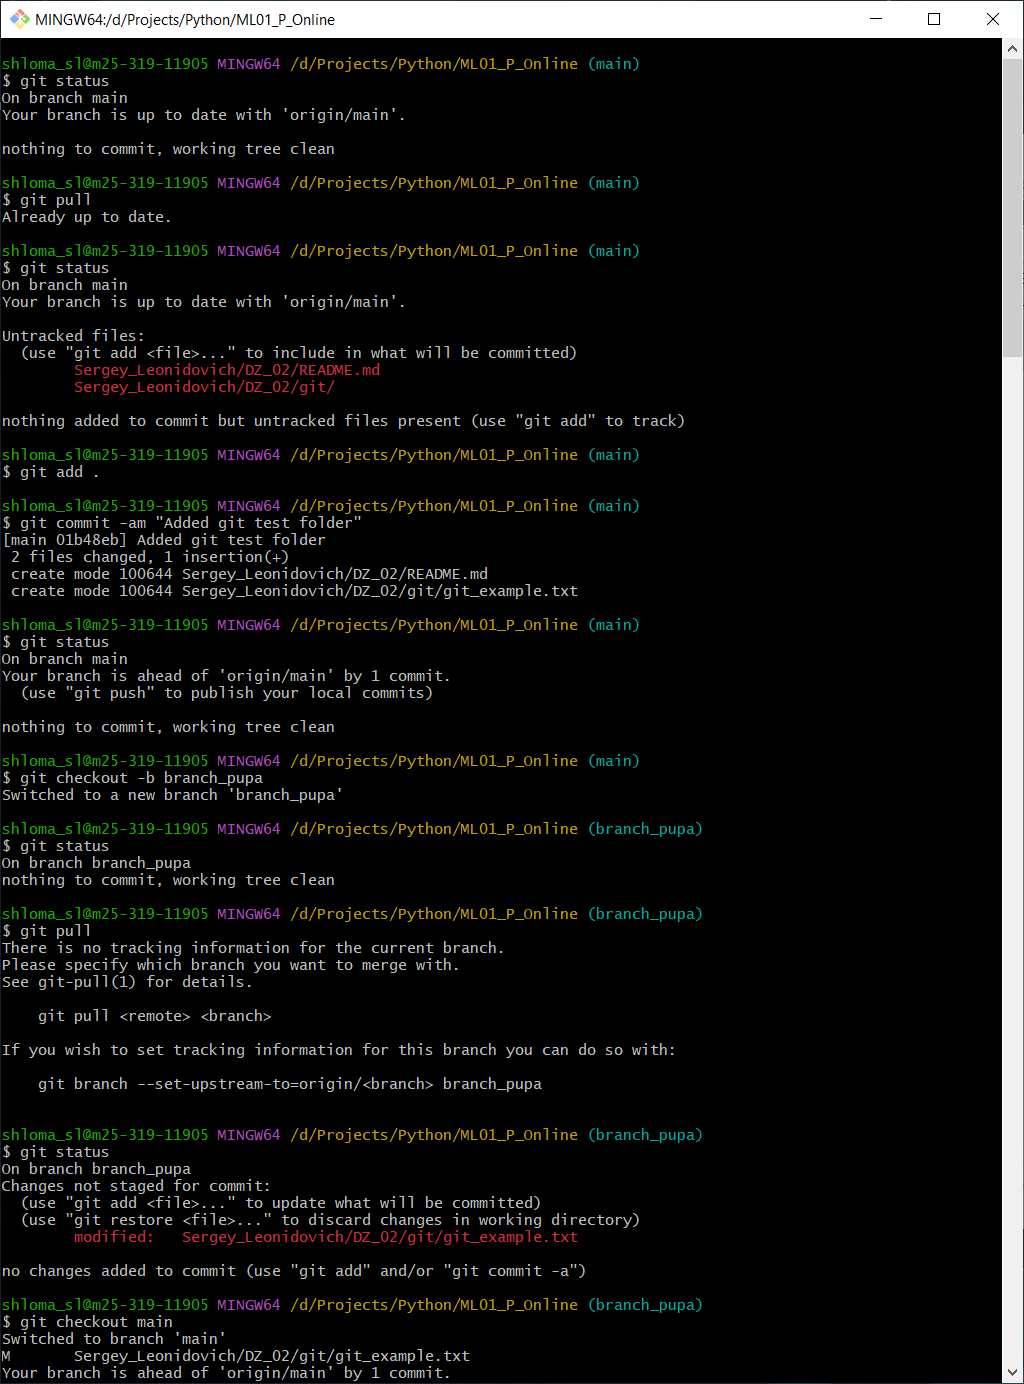 MINGW64:/d/Projects/Python/ML01_P_Online
shloma_sl@m25-319-11905 MINGW64 /d/Projects/Python/ML01_P_Online (main)
$ git status
On branch main
Your branch is up to date with 'origin/main'.
nothing to commit, working tree clean
shloma_sl@m25-319-11905 MINGW64 /d/Projects/Python/ML01_P_Online (main)
$ git pull
Already up to date.
shloma_sl@m25-319-11905 MINGW64 /d/Projects/Python/ML01_P_Online (main)
$ git status
On branch main
Your branch is up to date with 'origin/main'.
Untracked files:
  (use "git add <file>..." to include in what will be committed)
        Sergey_Leonidovich/DZ_02/README.md
        Sergey_Leonidovich/DZ_02/git/
nothing added to commit but untracked files present (use "git add" to track)
shloma_sl@m25-319-11905 MINGW64 /d/Projects/Python/ML01_P_Online (main)
$ git add .
shloma_sl@m25-319-11905 MINGW64 /d/Projects/Python/ML01_P_Online (main)
$ git commit -am "Added git test folder"
[main 01b48eb] Added git test folder
 2 files changed, 1 insertion(+)
 create mode 100644 Sergey_Leonidovich/DZ_02/README.md
 create mode 100644 Sergey_Leonidovich/DZ_02/git/git_example.txt
shloma_sl@m25-319-11905 MINGW64 /d/Projects/Python/ML01_P_Online (main)
$ git status
On branch main
Your branch is ahead of 'origin/main' by 1 commit.
  (use "git push" to publish your local commits)
nothing to commit, working tree clean
shloma_sl@m25-319-11905 MINGW64 /d/Projects/Python/ML01_P_Online (main)
$ git checkout -b branch_pupa
Switched to a new branch 'branch_pupa'
shloma_sl@m25-319-11905 MINGW64 /d/Projects/Python/ML01_P_Online (branch_pupa)
$ git status
On branch branch_pupa
nothing to commit, working tree clean
shloma_sl@m25-319-11905 MINGW64 /d/Projects/Python/ML01_P_Online (branch_pupa)
$ git pull
There is no tracking information for the current branch.
Please specify which branch you want to merge with.
See git-pull(1) for details.
    git pull <remote> <branch>
If you wish to set tracking information for this branch you can do so with:
    git branch --set-upstream-to=origin/<branch> branch_pupa
shloma_sl@m25-319-11905 MINGW64 /d/Projects/Python/ML01_P_Online (branch_pupa)
$ git status
On branch branch_pupa
Changes not staged for commit:
  (use "git add <file>..." to update what will be committed)
  (use "git restore <file>..." to discard changes in working directory)
        modified:   Sergey_Leonidovich/DZ_02/git/git_example.txt
no changes added to commit (use "git add" and/or "git commit -a")
shloma_sl@m25-319-11905 MINGW64 /d/Projects/Python/ML01_P_Online (branch_pupa)
$ git checkout main
Switched to branch 'main'
M       Sergey_Leonidovich/DZ_02/git/git_example.txt
Your branch is ahead of 'origin/main' by 1 commit.